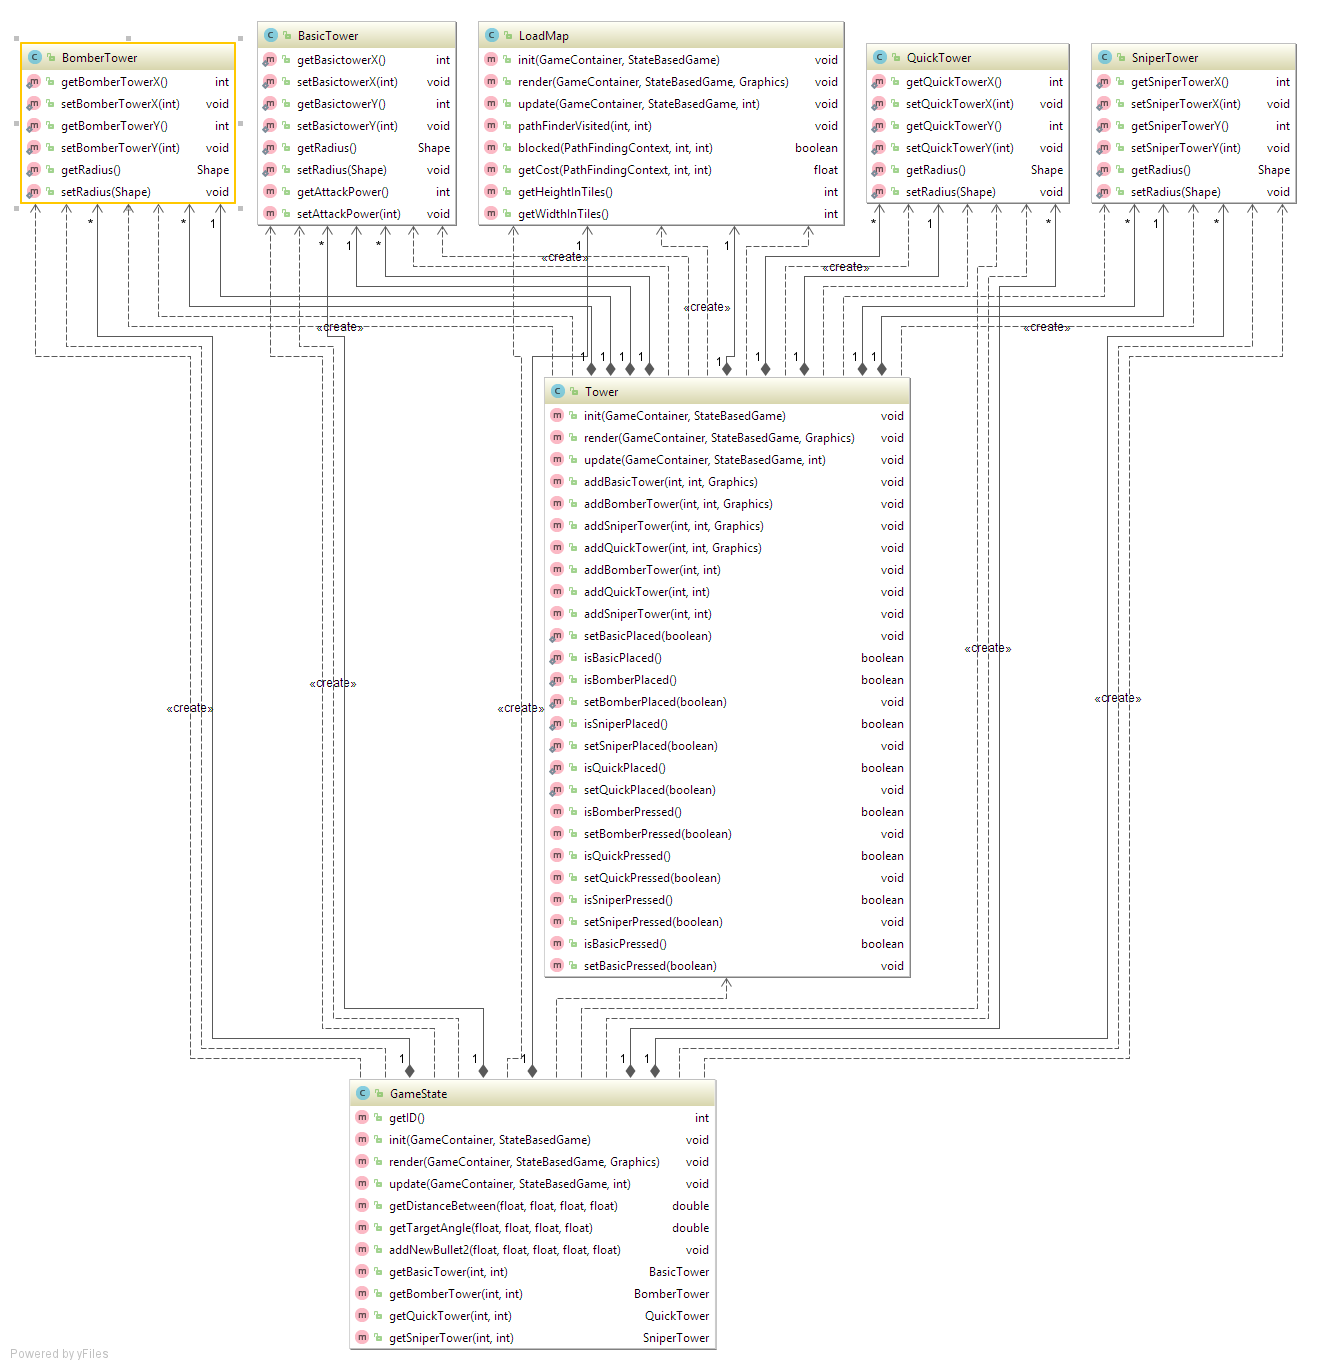 BomberTower
getBomberTowerX() int
setBomberTowerX(int) void
getBomberTowerY() int
setBomberTowerY(int) void
getRadius() Shape
setRadius(Shape) void
BasicTower
getBasictowerX() int
setBasictowerX(int) void
getBasictowerY() int
setBasictowerY(int) void
getRadius() Shape
setRadius(Shape) void
getAttackPower() int
setAttackPower(int) void
LoadMap
init(GameContainer, StateBasedGame) void
render(GameContainer, StateBasedGame, Graphics) void
update(GameContainer, StateBasedGame, int) void
pathFinderVisited(int, int) void
blocked(PathFindingContext, int, int) boolean
getCost(PathFindingContext, int, int) float
getHeightInTiles() int
getWidthInTiles() int
QuickTower
getQuickTowerX() int
setQuickTowerX(int) void
getQuickTowerY() int
setQuickTowerY(int) void
getRadius() Shape
setRadius(Shape) void
SniperTower
getSniperTowerX() int
setSniperTowerX(int) void
getSniperTowerY() int
setSniperTowerY(int) void
getRadius() Shape
setRadius(Shape) void
* * 1 * 1 * 1 1 * 1 * * 1 *
«create»
«create»
«create»
«create»
«create»
1 1 1 1 1 1 1 1 1
Tower
init(GameContainer, StateBasedGame) void
render(GameContainer, StateBasedGame, Graphics) void
update(GameContainer, StateBasedGame, int) void
addBasicTower(int, int, Graphics) void
addBomberTower(int, int, Graphics) void
addSniperTower(int, int, Graphics) void
addQuickTower(int, int, Graphics) void
addBomberTower(int, int) void
addQuickTower(int, int) void
addSniperTower(int, int) void
setBasicPlaced(boolean) void
isBasicPlaced() boolean
isBomberPlaced() boolean
setBomberPlaced(boolean) void
isSniperPlaced() boolean
setSniperPlaced(boolean) void
isQuickPlaced() boolean
setQuickPlaced(boolean) void
isBomberPressed() boolean
setBomberPressed(boolean) void
isQuickPressed() boolean
setQuickPressed(boolean) void
isSniperPressed() boolean
setSniperPressed(boolean) void
isBasicPressed() boolean
setBasicPressed(boolean) void
«create»
«create»
«create»
«create»
«create»
1 1 1 1 1
GameState
getID() int
init(GameContainer, StateBasedGame) void
render(GameContainer, StateBasedGame, Graphics) void
update(GameContainer, StateBasedGame, int) void
getDistanceBetween(float, float, float, float) double
getTargetAngle(float, float, float, float) double
addNewBullet2(float, float, float, float, float) void
getBasicTower(int, int) BasicTower
getBomberTower(int, int) BomberTower
getQuickTower(int, int) QuickTower
getSniperTower(int, int) SniperTower
Powered by yFiles